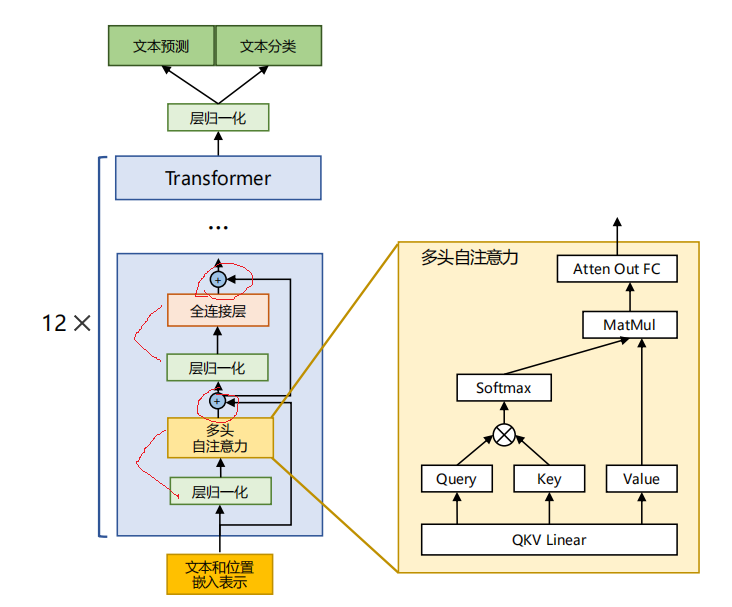 文本预测
文本分类
层归一化
Transformer
...
12 ×
+
全连接层
层归一化
+
多头
自注意力
层归一化
文本和位置
嵌入表示
多头自注意力
Atten Out FC
MatMul
Softmax
Query
Key
Value
QKV Linear